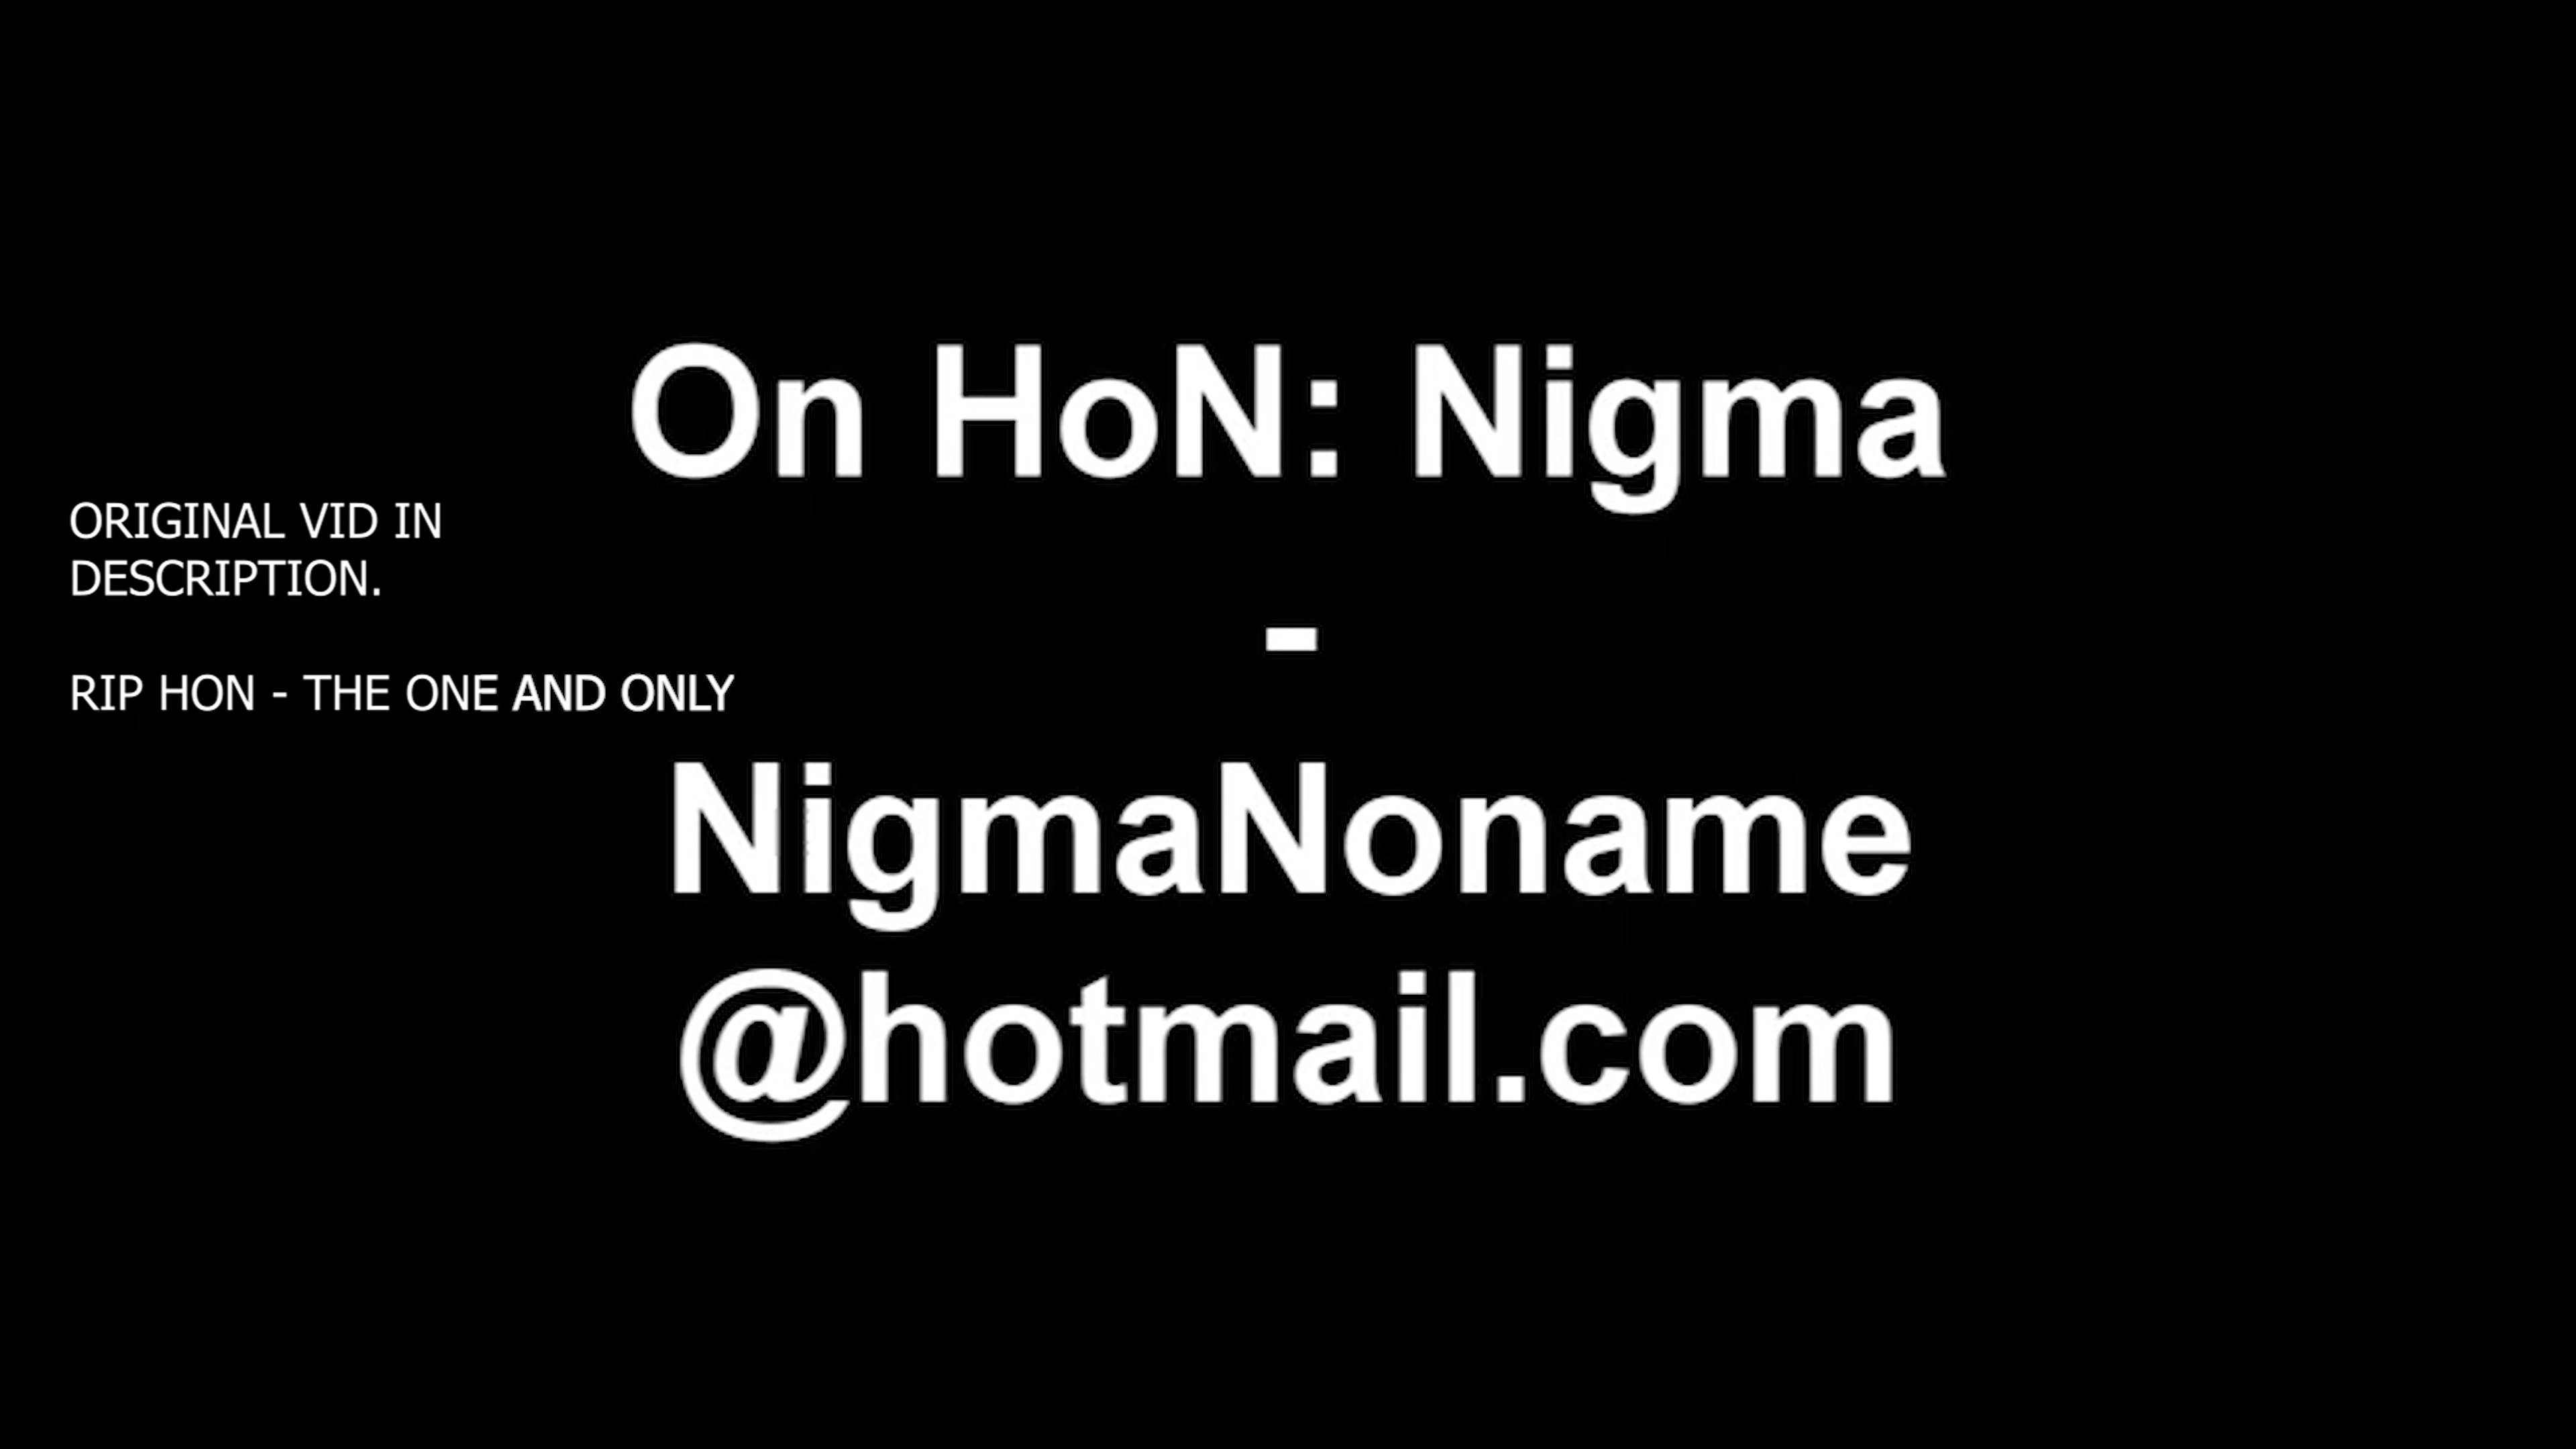 On HoN: Nigma
ORIGINAL VID IN
DESCRIPTION.
-
RIP HON - THE ONE AND ONLY
NigmaNoname
@hotmail.com